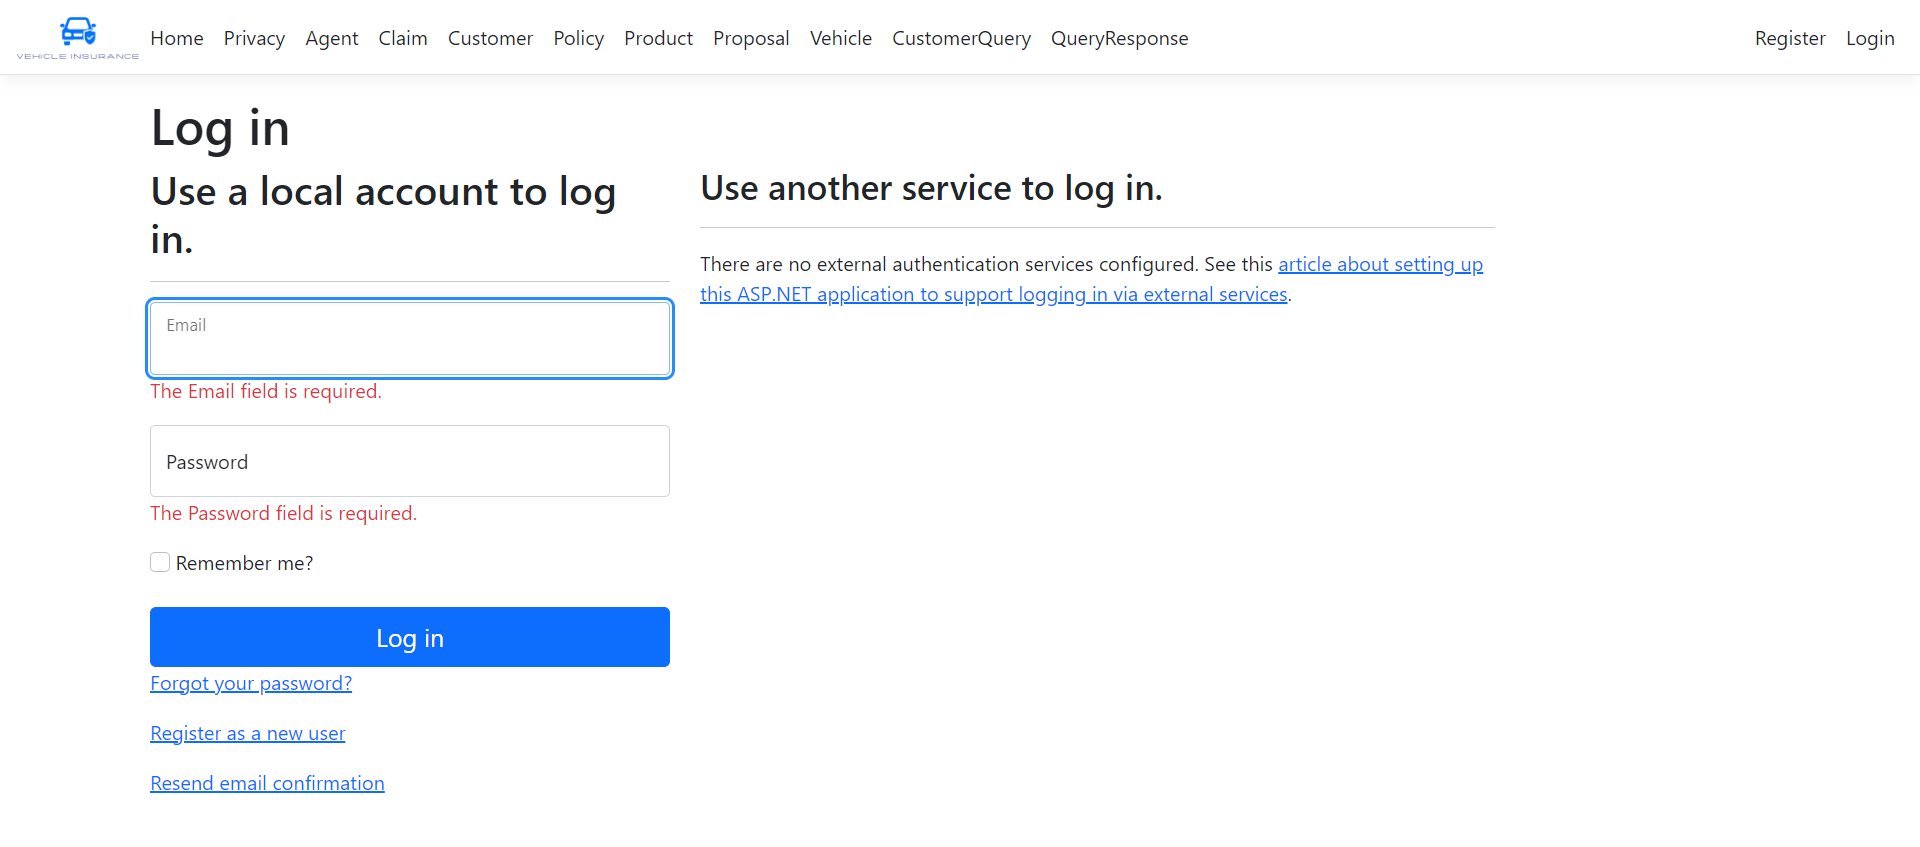 VEHICLE INSURANCE
Home Privacy Agent Claim Customer Policy Product Proposal Vehicle CustomerQuery QueryResponse Register Login
Log in
Use a local account to log
in.
Email
The Email field is required.
Password
The Password field is required.
Remember me?
Log in
Forgot your password?
Register as a new user
Resend email confirmation
Use another service to log in.
There are no external authentication services configured. See this article about setting up
this ASP.NET application to support logging in via external services.